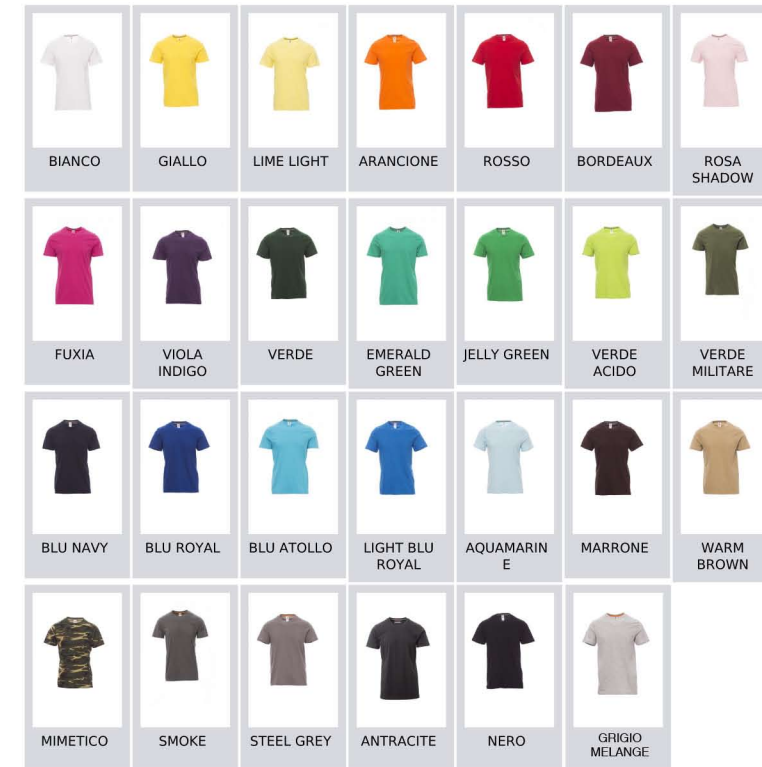 BIANCO
GIALLO
LIME LIGHT
ARANCIONE
ROSSO
BORDEAUX
ROSA
SHADOW
FUXIA
VIOLA
INDIGO
VERDE
EMERALD
GREEN
JELLY GREEN
VERDE
ACIDO
VERDE
MILITARE
BLU NAVY
BLU ROYAL
BLU ATOLLO
LIGHT BLU
ROYAL
AQUAMARIN
E
MARRONE
WARM
BROWN
MIMETICO
SMOKE
STEEL GREY
ANTRACITE
NERO
GRIGIO
MELANGE